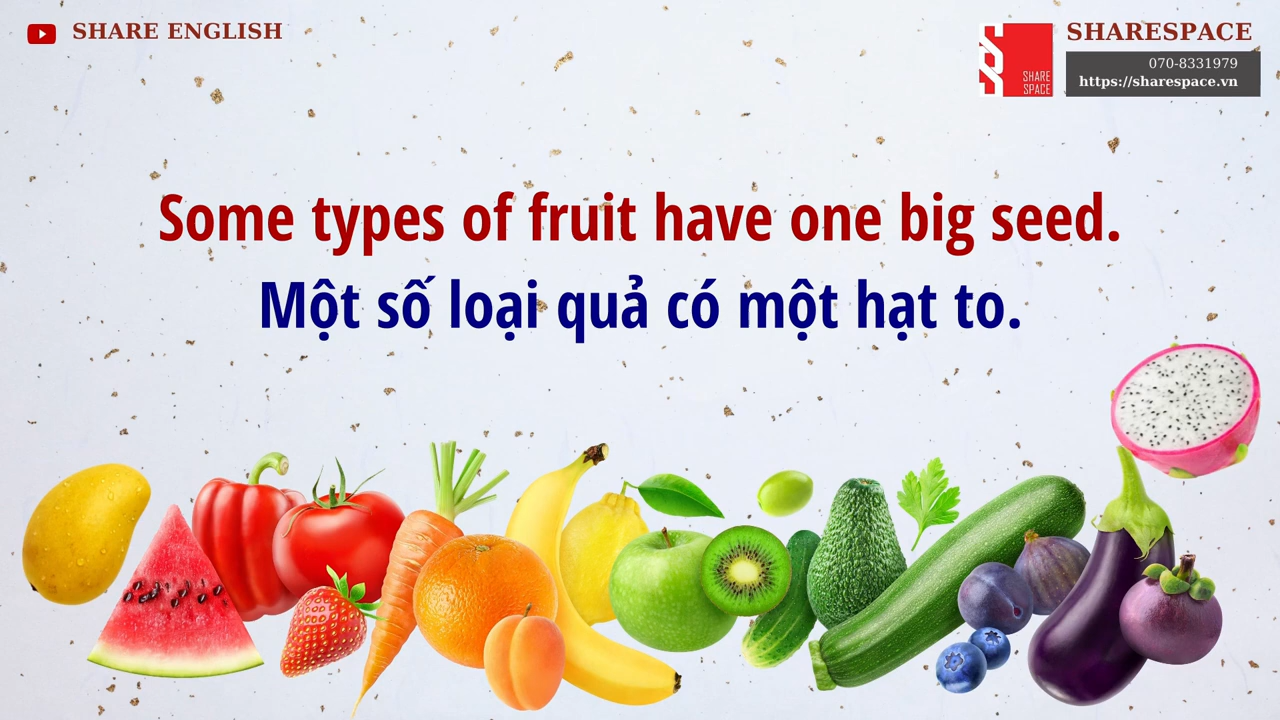 SHARE ENGLISH
SHARESPACE
SHARE
SPACE
070-8331979
https://sharespace.vn
Some types of fruit have one big seed.
Một số loại quả có một hạt to.